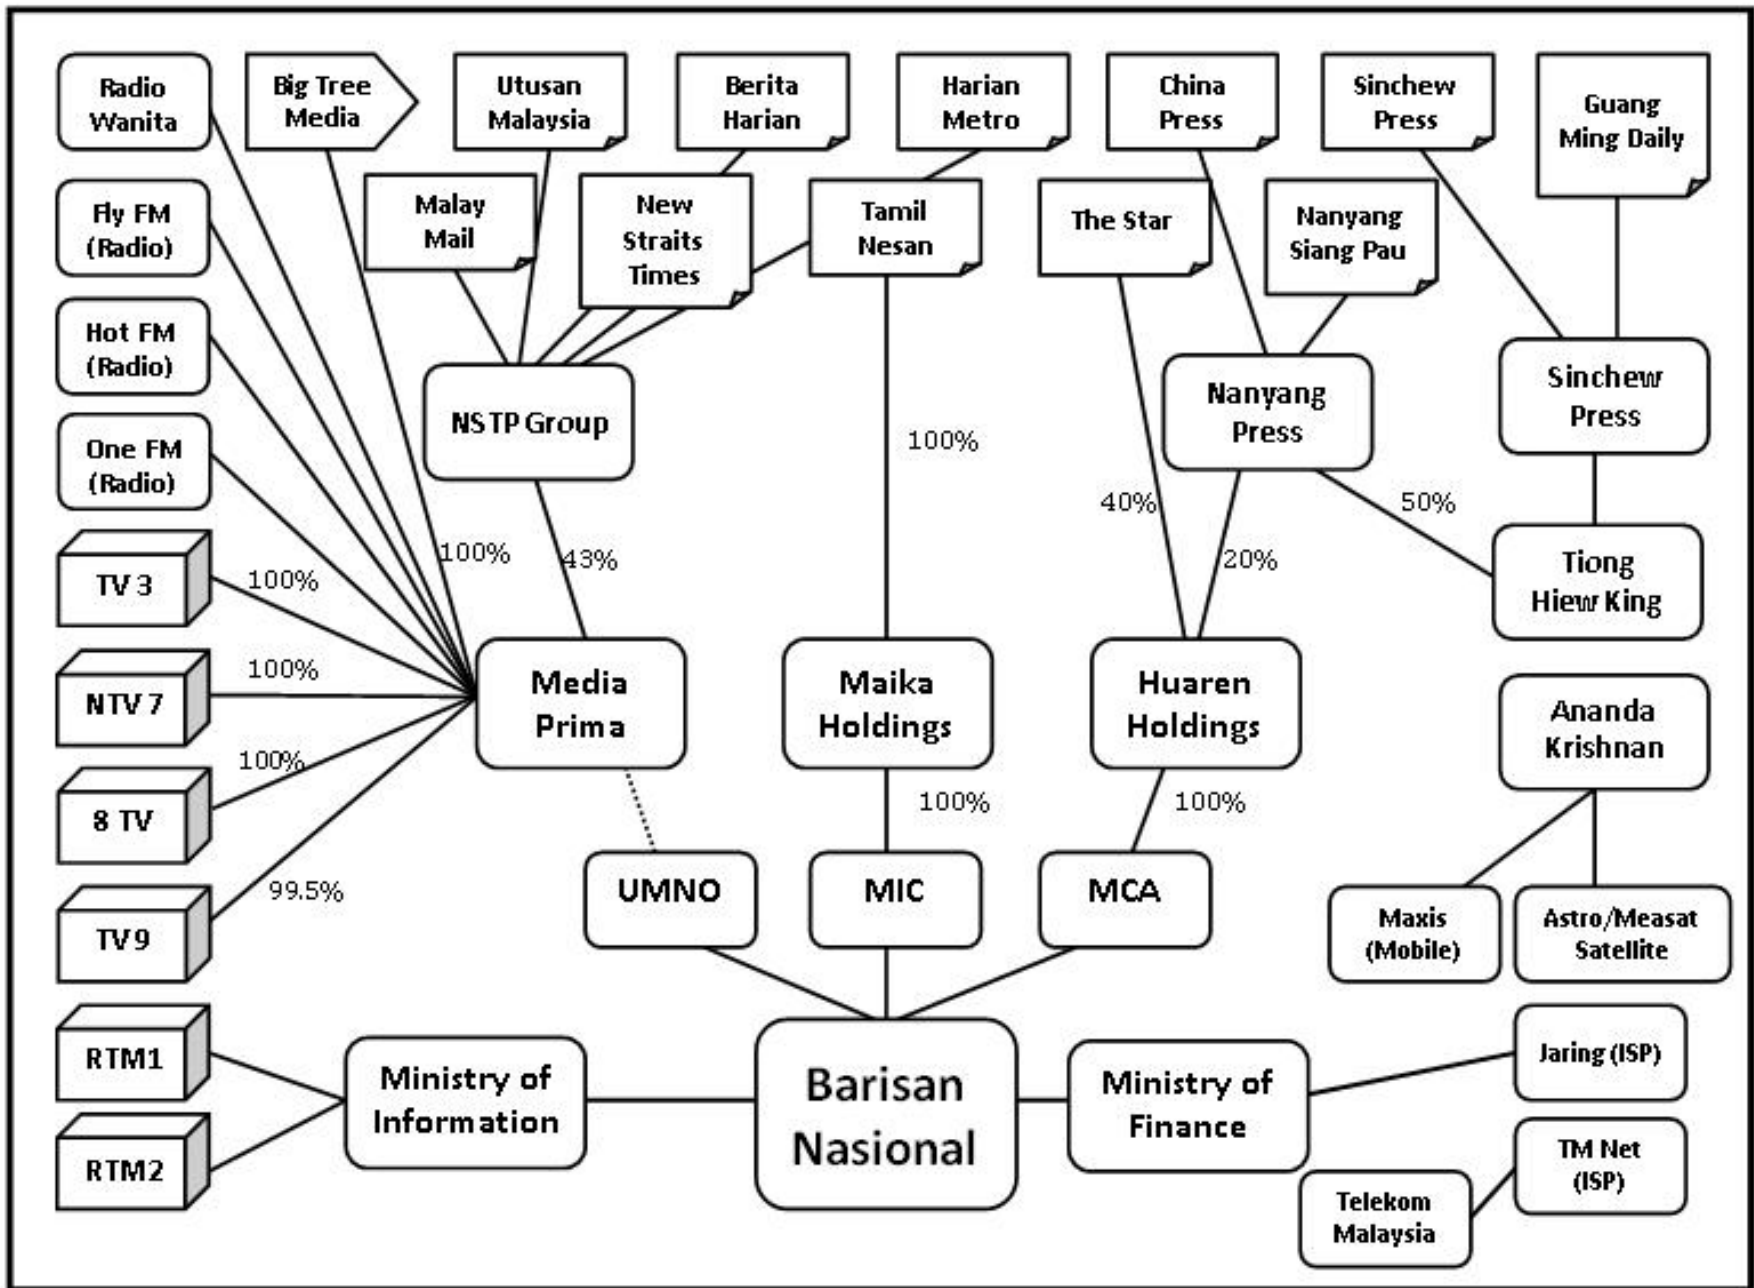 Radio
Wanita
Big Tree
Media
Utusan
Malaysia
Berita
Harian
Harian
Metro
China
Press
Sinchew
Press
Guang
Ming Daily
Fly FM
(Radio)
Malay
Mail
New
Straits
Times
Tamil
Nesan
The Star
Nanyang
Siang Pau
Hot FM
(Radio)
One FM
(Radio)
NSTP Group
Nanyang
Press
Sinchew
Press
100%
40%
50%
TV 3
100%
100%
43%
20%
Tiong
Hiew King
NTV 7
100%
Media
Prima
Maika
Holdings
Huaren
Holdings
Ananda
Krishnan
8 TV
100%
100%
100%
TV9
99.5%
UMNO
MIC
MCA
Maxis
(Mobile)
Astro/Measat
Satellite
RTM1
RTM2
Ministry of
Information
Barisan
Nasional
Ministry of
Finance
Jaring (ISP)
TM Net
(ISP)
Telekom
Malaysia